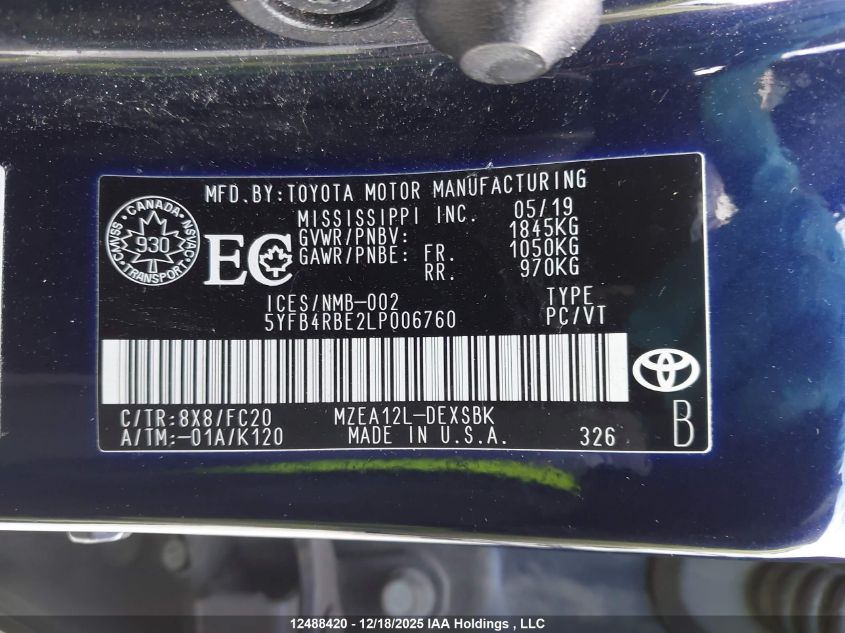 MFD.BY:TOYOTA MOTOR MANUFACTURING
MISSISSIPPI INC. 05/19
GVWR/PNBV: 1845KG
GAWR/PNBE: FR. 1050KG
RR. 970KG
CANADA
CMVSS NSVAC
930
TRANSPORT
EC
ICES/NMB-002 TYPE
5YFB4RBE2LP006760 PC/VT
C/TR:8X8/FC20 MZEA12L-DEXSBK
A/TM:-01A/K120 MADE IN U.S.A. 326 B
12488420 - 12/18/2025 IAA Holdings , LLC